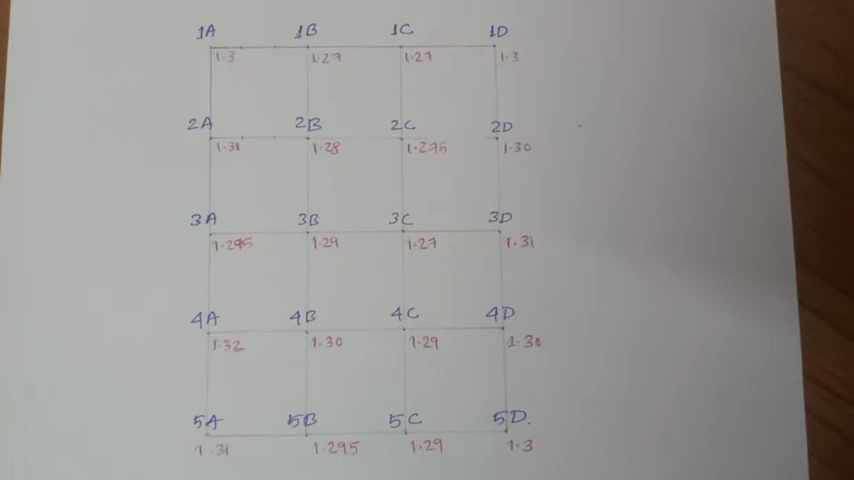 1A 1B 1C 1D
1.3 1.27 1.27 1.3
2A 2B 2C 2D
1.31 1.28 1.275 1.30
3A 3B 3C 3D
1.295 1.29 1.27 1.31
4A 4B 4C 4D
1.32 1.30 1.29
5A 5B 5C 5D.
1.31 1.295 1.29 1.3